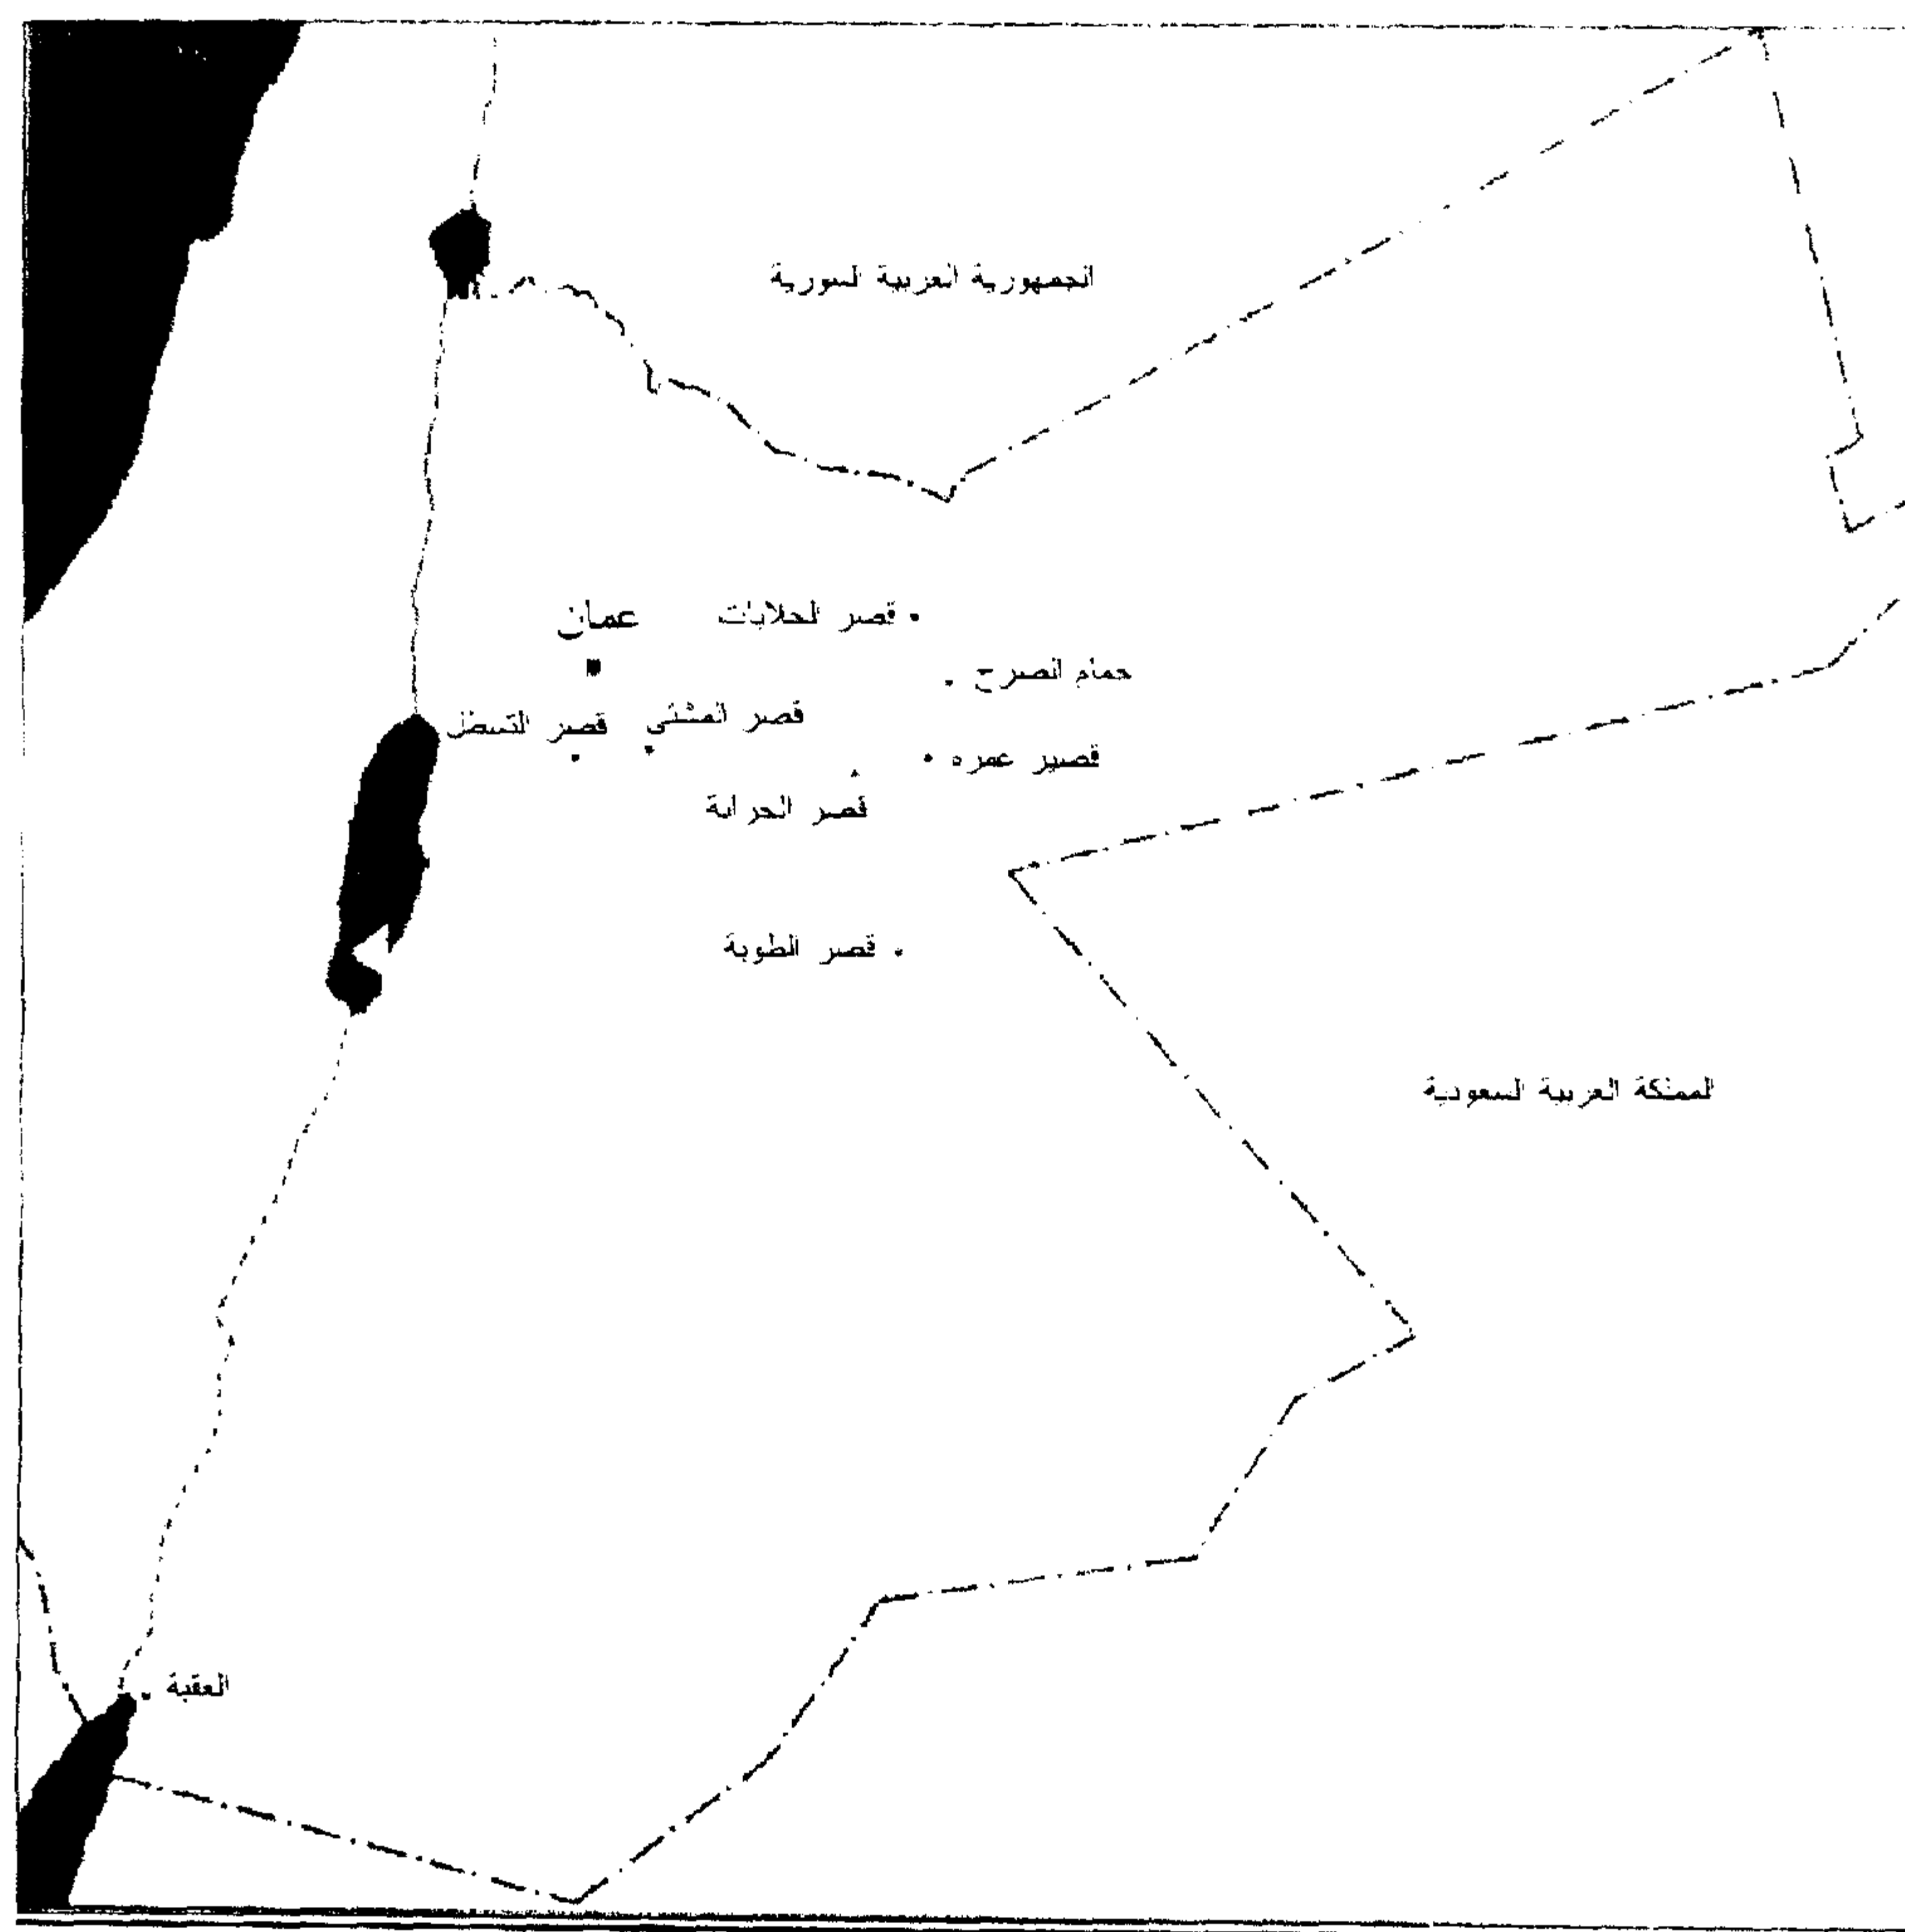 الجمهورية العربية السورية
عمان
قصر الحلابات
حمام الصرح
قصر القسطل
قصر المشتى
قصير عمره
قصر الحرانة
قصر الطوبة
المملكة العربية السعودية
العقبة